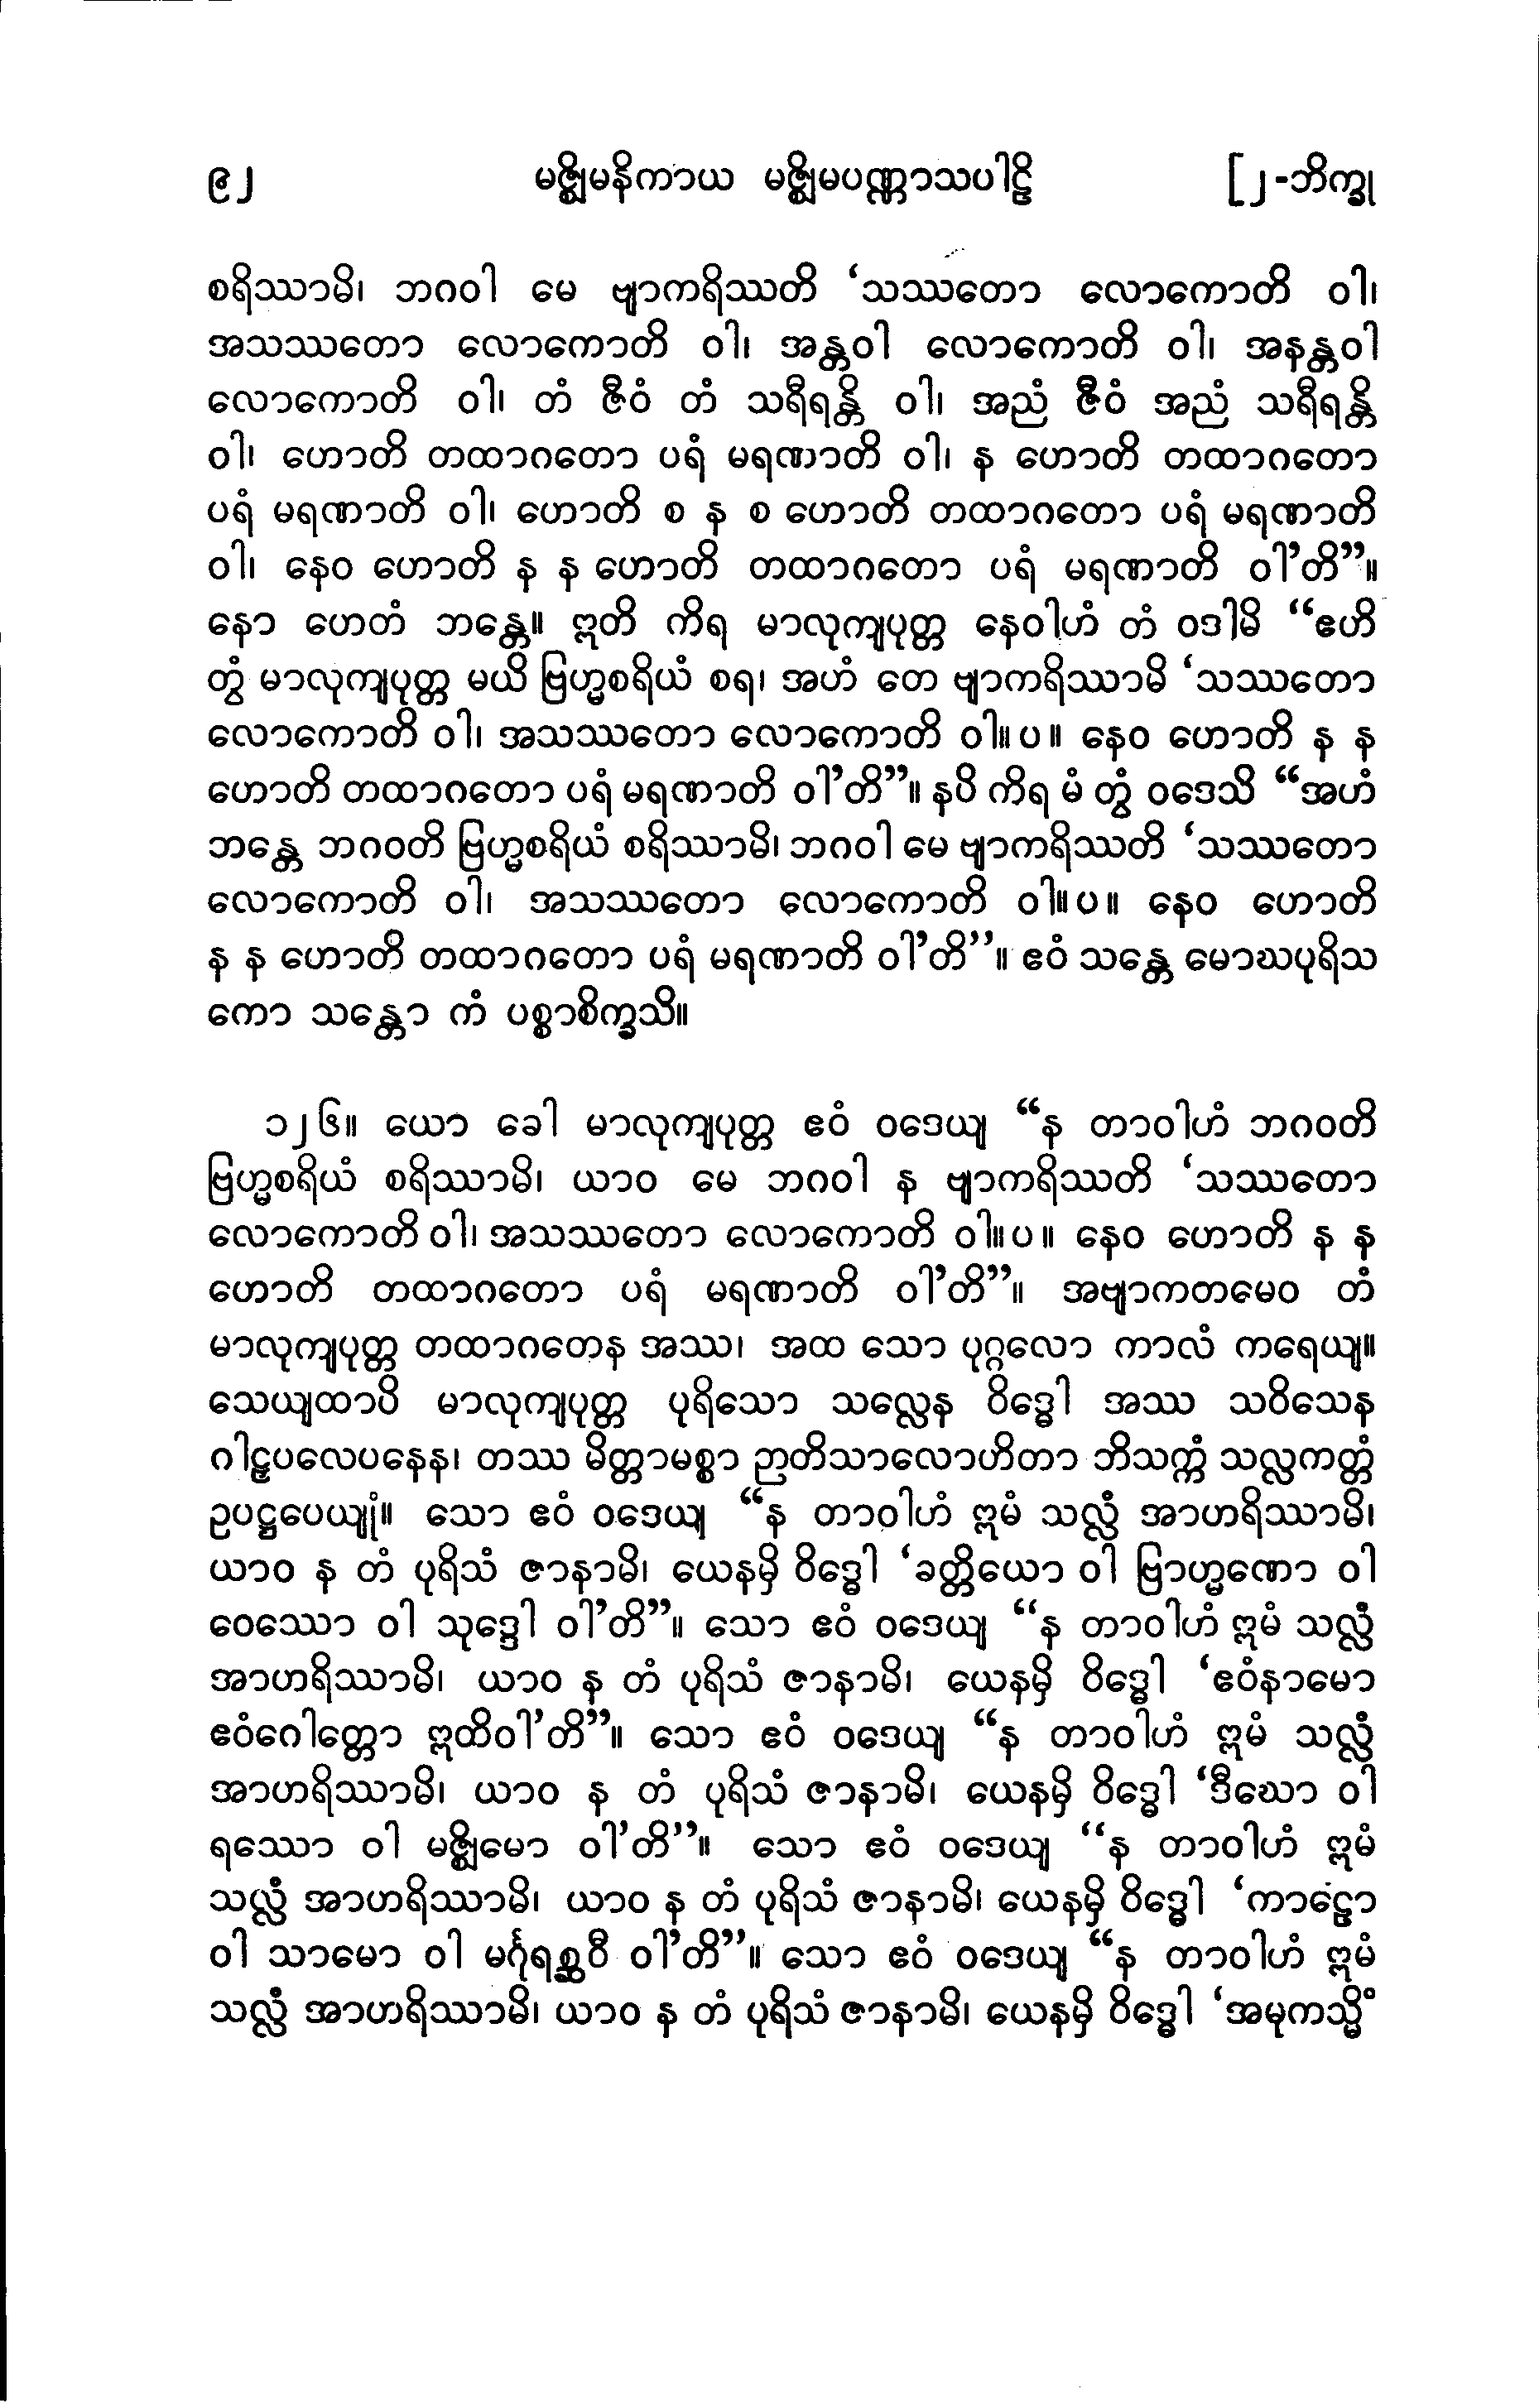 ၉၂ မဇ္ဈိမနိကာယ မဇ္ဈိမပဏ္ဏာသပါဠိ [၂-ဘိက္ခု
စရိဿာမိ၊ ဘဂဝါ မေ ဗျာကရိဿတိ ‘သဿတော လောကောတိ ဝါ၊
အသဿတော လောကောတိ ဝါ၊ အန္တဝါ လောကောတိ ဝါ၊ အနန္တဝါ
လောကောတိ ဝါ၊ တံ ဇီဝံ တံ သရီရန္တိ ဝါ၊ အညံ ဇီဝံ အညံ သရီရန္တိ
ဝါ၊ ဟောတိ တထာဂတော ပရံ မရဏာတိ ဝါ၊ န ဟောတိ တထာဂတော
ပရံ မရဏာတိ ဝါ၊ ဟောတိ စ န စ ဟောတိ တထာဂတော ပရံ မရဏာတိ
ဝါ၊ နေဝ ဟောတိ န န ဟောတိ တထာဂတော ပရံ မရဏာတိ ဝါ’တိ”။
နော ဟေတံ ဘန္တေ။ ဣတိ ကိရ မာလုကျပုတ္တ နေဝါဟံ တံ ဝဒါမိ “ဧဟိ
တွံ မာလုကျပုတ္တ မယိ ဗြဟ္မစရိယံ စရ၊ အဟံ တေ ဗျာကရိဿာမိ ‘သဿတော
လောကောတိ ဝါ၊ အသဿတော လောကောတိ ဝါ။ပ။ နေဝ ဟောတိ န န
ဟောတိ တထာဂတော ပရံ မရဏာတိ ဝါ’တိ”။ နပိ ကိရ မံ တွံ ဝဒေသိ “အဟံ
ဘန္တေ ဘဂဝတိ ဗြဟ္မစရိယံ စရိဿာမိ၊ ဘဂဝါ မေ ဗျာကရိဿတိ ‘သဿတော
လောကောတိ ဝါ၊ အသဿတော လောကောတိ ဝါ။ပ။ နေဝ ဟောတိ
န န ဟောတိ တထာဂတော ပရံ မရဏာတိ ဝါ’တိ”။ ဧဝံ သန္တေ မောဃပုရိသ
ကော သန္တော ကံ ပစ္စာစိက္ခသိ။
၁၂၆။ ယော ခေါ မာလုကျပုတ္တ ဧဝံ ဝဒေယျ “န တာဝါဟံ ဘဂဝတိ
ဗြဟ္မစရိယံ စရိဿာမိ၊ ယာဝ မေ ဘဂဝါ န ဗျာကရိဿတိ ‘သဿတော
လောကောတိ ဝါ၊ အသဿတော လောကောတိ ဝါ။ပ။ နေဝ ဟောတိ န န
ဟောတိ တထာဂတော ပရံ မရဏာတိ ဝါ’တိ”။ အဗျာကတမေဝ တံ
မာလုကျပုတ္တ တထာဂတေန အဿ၊ အထ သော ပုဂ္ဂလော ကာလံ ကရေယျ။
သေယျထာပိ မာလုကျပုတ္တ ပုရိသော သလ္လေန ဝိဒ္ဓေါ အဿ သဝိသေန
ဂါဠှပလေပနေန၊ တဿ မိတ္တာမစ္စာ ဉာတိသာလောဟိတာ ဘိသက္ကံ သလ္လကတ္တံ
ဥပဋ္ဌပေယျုံ။ သော ဧဝံ ဝဒေယျ “န တာဝါဟံ ဣမံ သလ္လံ အာဟရိဿာမိ၊
ယာဝ န တံ ပုရိသံ ဇာနာမိ၊ ယေနမှိ ဝိဒ္ဓေါ ‘ခတ္တိယော ဝါ ဗြာဟ္မဏော ဝါ
ဝေဿော ဝါ သုဒ္ဒေါ ဝါ’တိ”။ သော ဧဝံ ဝဒေယျ “န တာဝါဟံ ဣမံ သလ္လံ
အာဟရိဿာမိ၊ ယာဝ န တံ ပုရိသံ ဇာနာမိ၊ ယေနမှိ ဝိဒ္ဓေါ ‘ဧဝံနာမော
ဧဝံဂေါတ္တော ဣထိဝါ’တိ”။ သော ဧဝံ ဝဒေယျ “န တာဝါဟံ ဣမံ သလ္လံ
အာဟရိဿာမိ၊ ယာဝ န တံ ပုရိသံ ဇာနာမိ၊ ယေနမှိ ဝိဒ္ဓေါ ‘ဒီဃော ဝါ
ရဿော ဝါ မဇ္ဈိမော ဝါ’တိ”။ သော ဧဝံ ဝဒေယျ “န တာဝါဟံ ဣမံ
သလ္လံ အာဟရိဿာမိ၊ ယာဝ န တံ ပုရိသံ ဇာနာမိ၊ ယေနမှိ ဝိဒ္ဓေါ ‘ကာဠှော
ဝါ သာမော ဝါ မင်္ဂုရစ္ဆဝီ ဝါ’တိ”။ သော ဧဝံ ဝဒေယျ “န တာဝါဟံ ဣမံ
သလ္လံ အာဟရိဿာမိ၊ ယာဝ န တံ ပုရိသံ ဇာနာမိ၊ ယေနမှိ ဝိဒ္ဓေါ ‘အမုကသ္မိံ